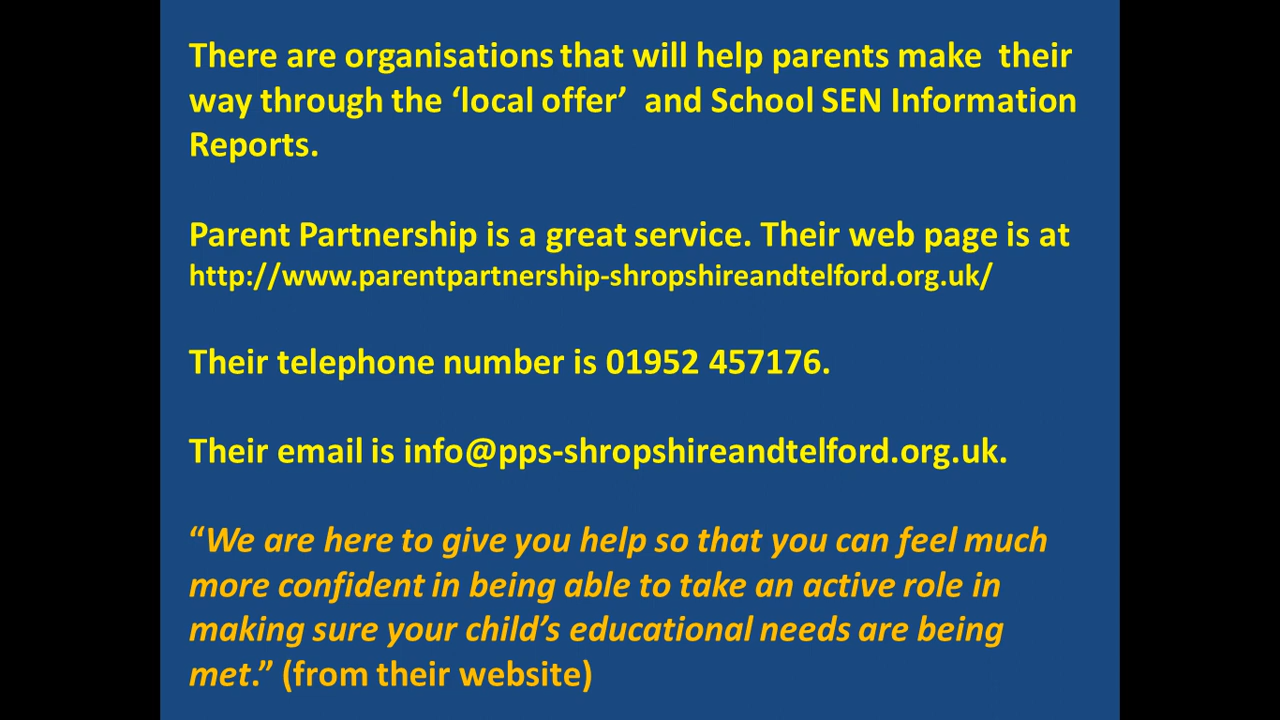 There are organisations that will help parents make  their
way through the ‘local offer’  and School SEN Information
Reports.
Parent Partnership is a great service. Their web page is at
http://www.parentpartnership-shropshireandtelford.org.uk/
Their telephone number is 01952 457176.
Their email is info@pps-shropshireandtelford.org.uk.
“We are here to give you help so that you can feel much
more confident in being able to take an active role in
making sure your child’s educational needs are being
met.” (from their website)